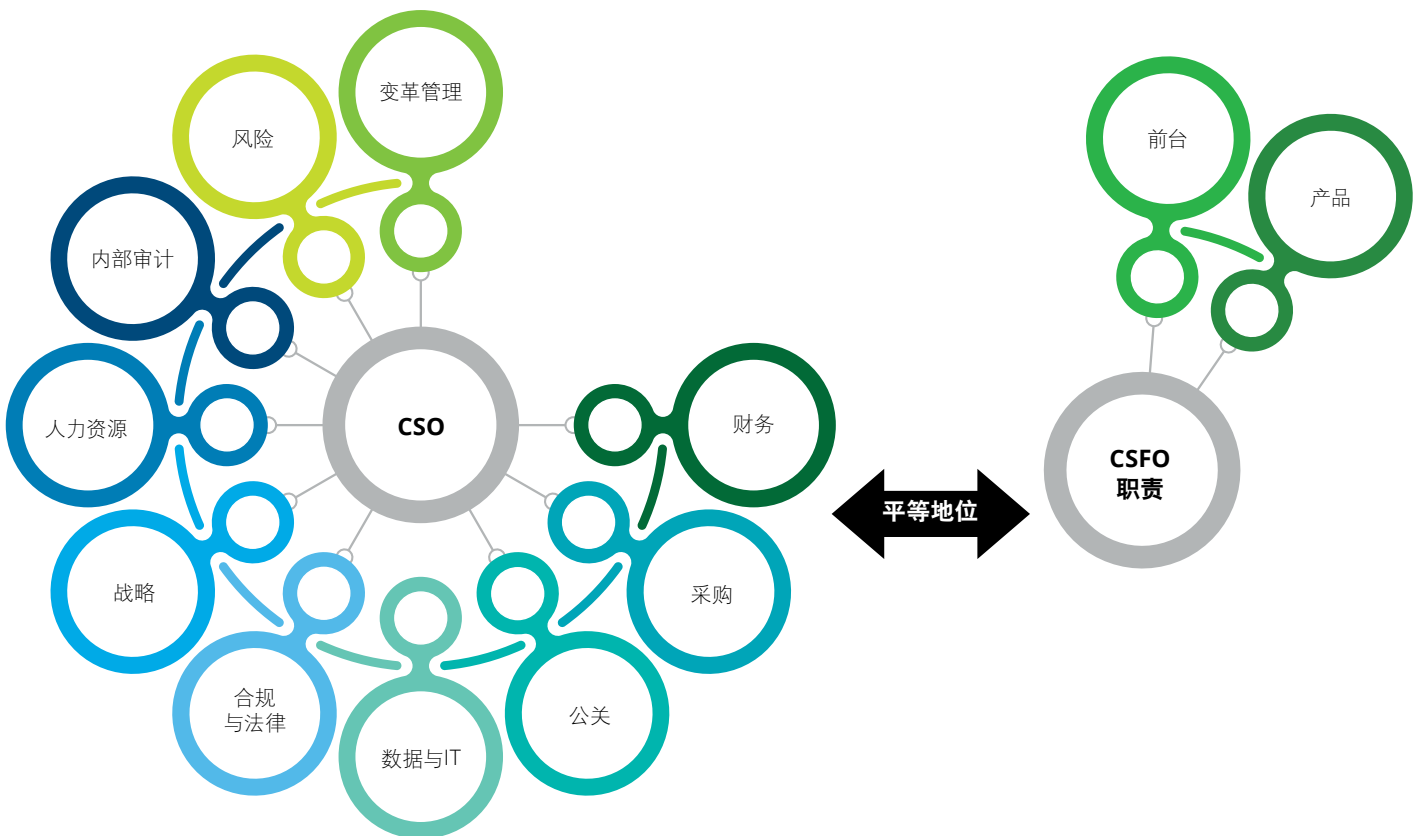 变革管理
风险
内部审计
人力资源
战略
合规
与法律
数据与IT
公关
采购
财务
CSO
平等地位
前台
产品
CSFO
职责